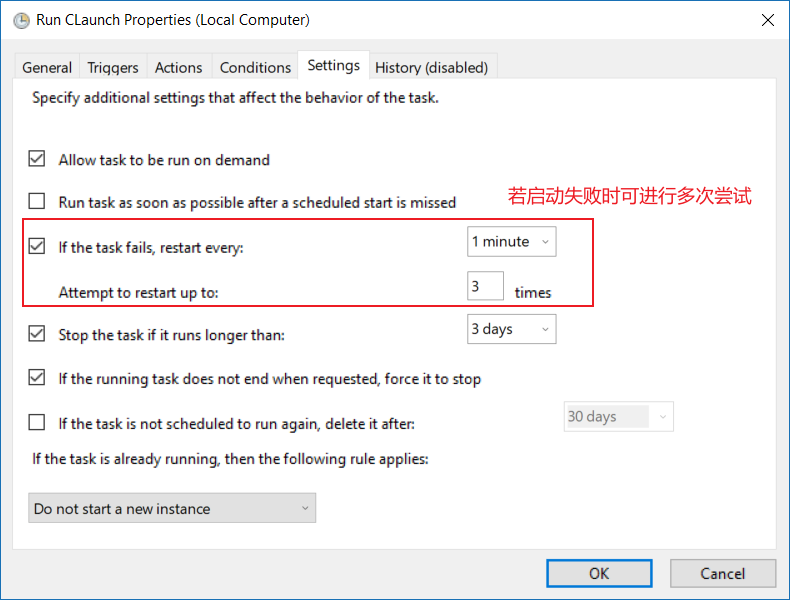 Run CLaunch Properties (Local Computer)
General Triggers Actions Conditions Settings History (disabled)
Specify additional settings that affect the behavior of the task.
Allow task to be run on demand
Run task as soon as possible after a scheduled start is missed
若启动失败时可进行多次尝试
If the task fails, restart every: 1 minute
Attempt to restart up to: 3 times
Stop the task if it runs longer than: 3 days
If the running task does not end when requested, force it to stop
If the task is not scheduled to run again, delete it after: 30 days
If the task is already running, then the following rule applies:
Do not start a new instance
OK Cancel